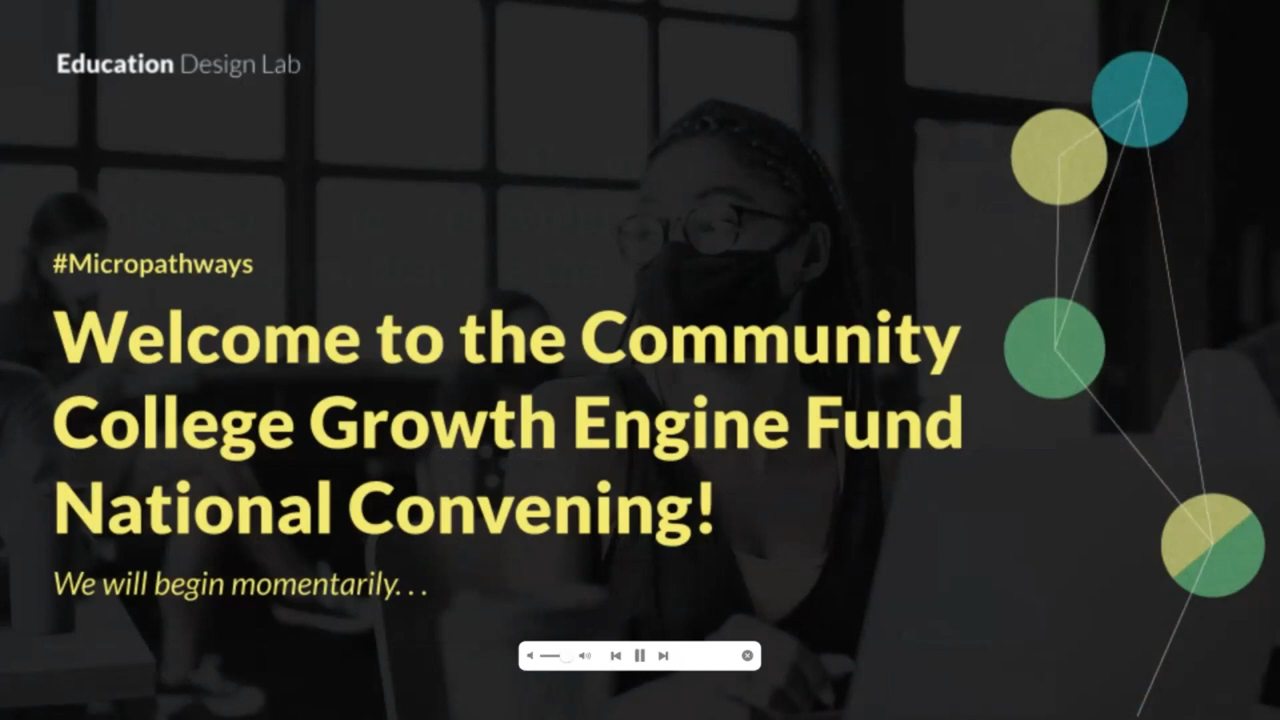 Education Design Lab
#Micropathways
Welcome to the Community
College Growth Engine Fund
National Convening!
We will begin momentarily. . .